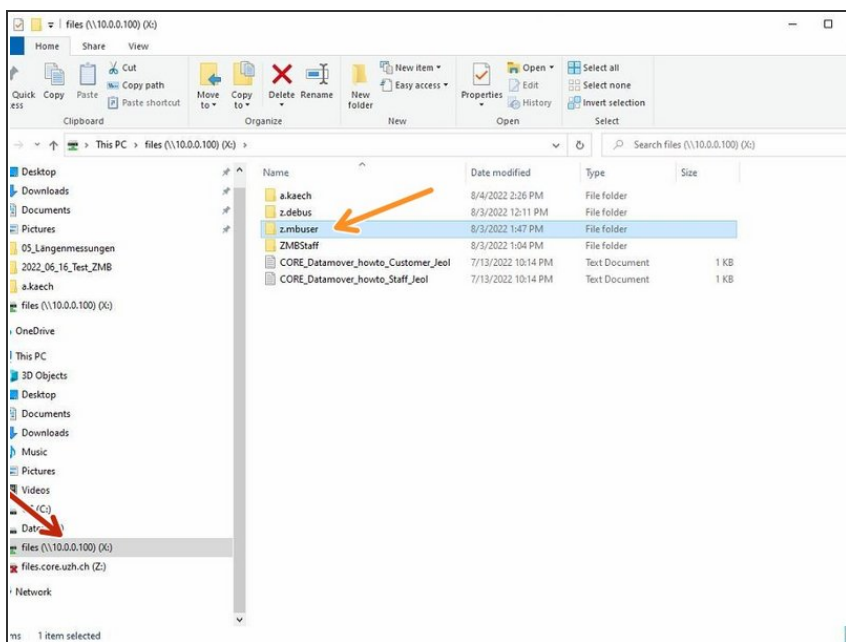 files (\\10.0.0.100) (X:)
Home Share View
Quick
Copy
Paste
Cut
Copy path
Paste shortcut
Move to
Copy to
Delete
Rename
New folder
New item
Easy access
Properties
Open
Edit
History
Select all
Select none
Invert selection
Clipboard
Organize
New
Open
Select
This PC > files (\\10.0.0.100) (X:) >
Search files (\\10.0.0.100) (X:)
Desktop
Downloads
Documents
Pictures
05_Längenmessungen
2022_06_16_Test_ZMB
a.kaech
files (\\10.0.0.100) (X:)
OneDrive
This PC
3D Objects
Desktop
Documents
Downloads
Music
Pictures
Videos
(C:)
files (\\10.0.0.100) (X:)
files.core.uzh.ch (Z:)
Network
Name Date modified Type Size
a.kaech 8/4/2022 2:26 PM File folder
z.debus 8/3/2022 12:11 PM File folder
z.mbuser 8/3/2022 1:47 PM File folder
ZMBStaff 8/3/2022 1:04 PM File folder
CORE_Datamover_howto_Customer_Jeol 7/13/2022 10:14 PM Text Document 1 KB
CORE_Datamover_howto_Staff_Jeol 7/13/2022 10:14 PM Text Document 1 KB
1 item selected